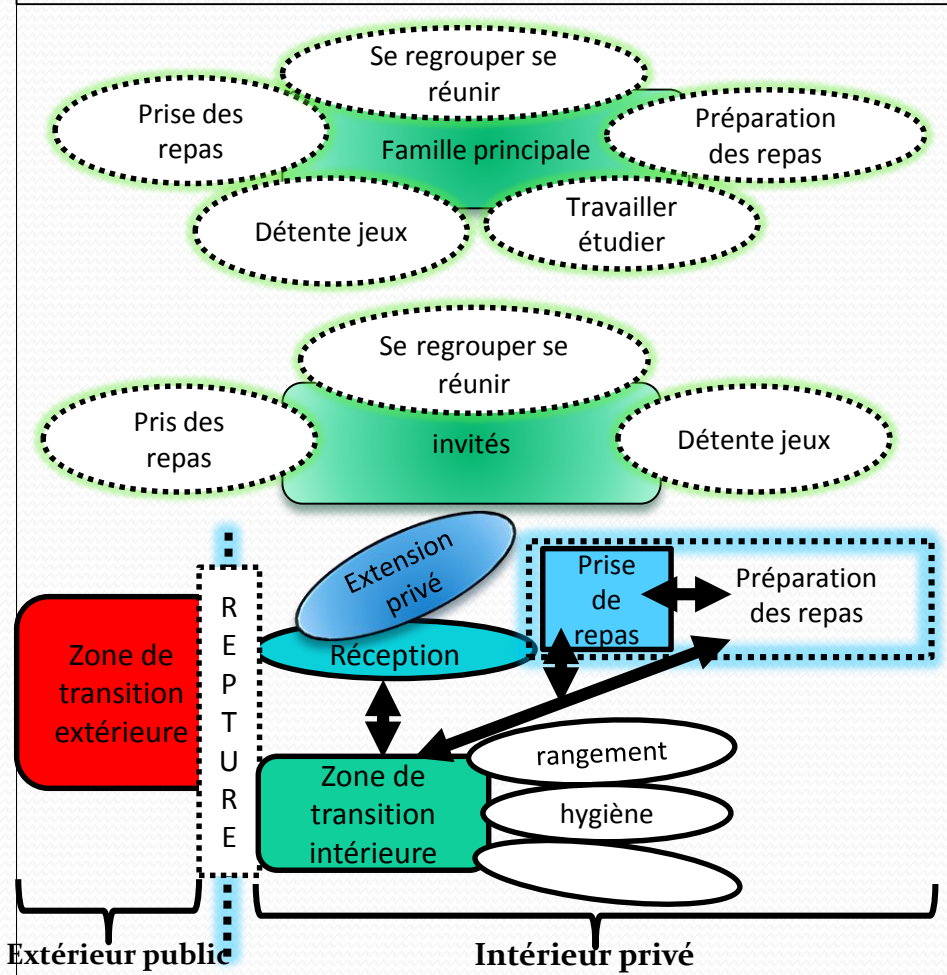 Se regrouper se
réunir
Prise des
repas
Famille principale
Préparation
des repas
Détente jeux
Travailler
étudier
Se regrouper se
réunir
Pris des
repas
invités
Détente jeux
Extension
privé
Prise
de
repas
Préparation
des repas
R
E
P
T
U
R
E
Zone de
transition
extérieure
Réception
Zone de
transition
intérieure
rangement
hygiène
Extérieur public
Intérieur privé